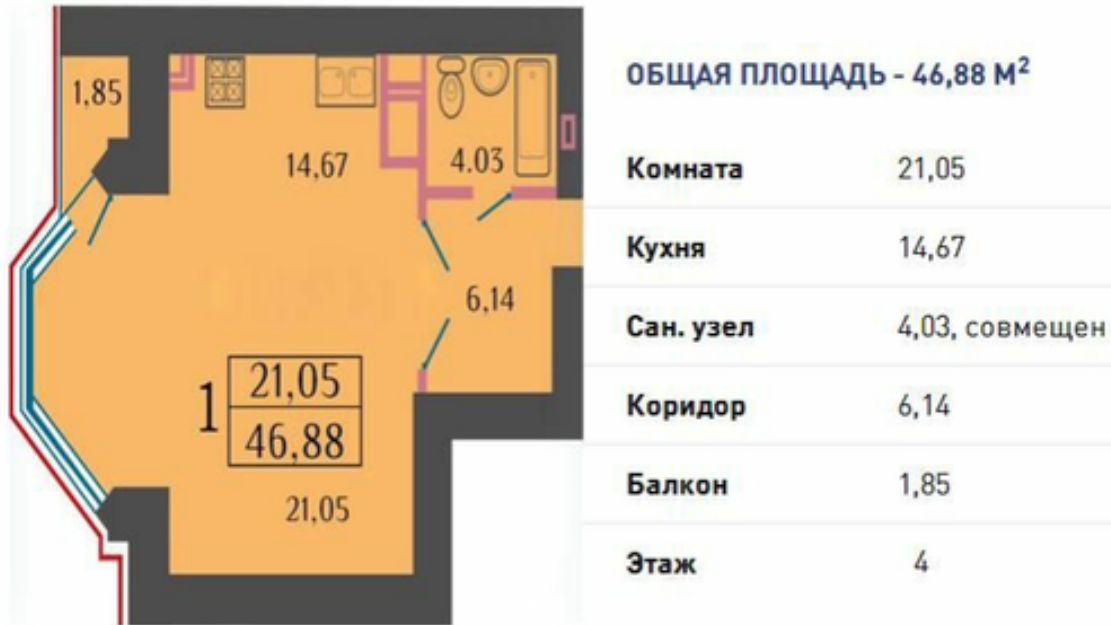 1,85
14,67
4.03
6,14
1
21,05
46,88
21,05
ОБЩАЯ ПЛОЩАДЬ - 46,88 М²
Комната 21,05
Кухня 14,67
Сан. узел 4,03, совмещен
Коридор 6,14
Балкон 1,85
Этаж 4